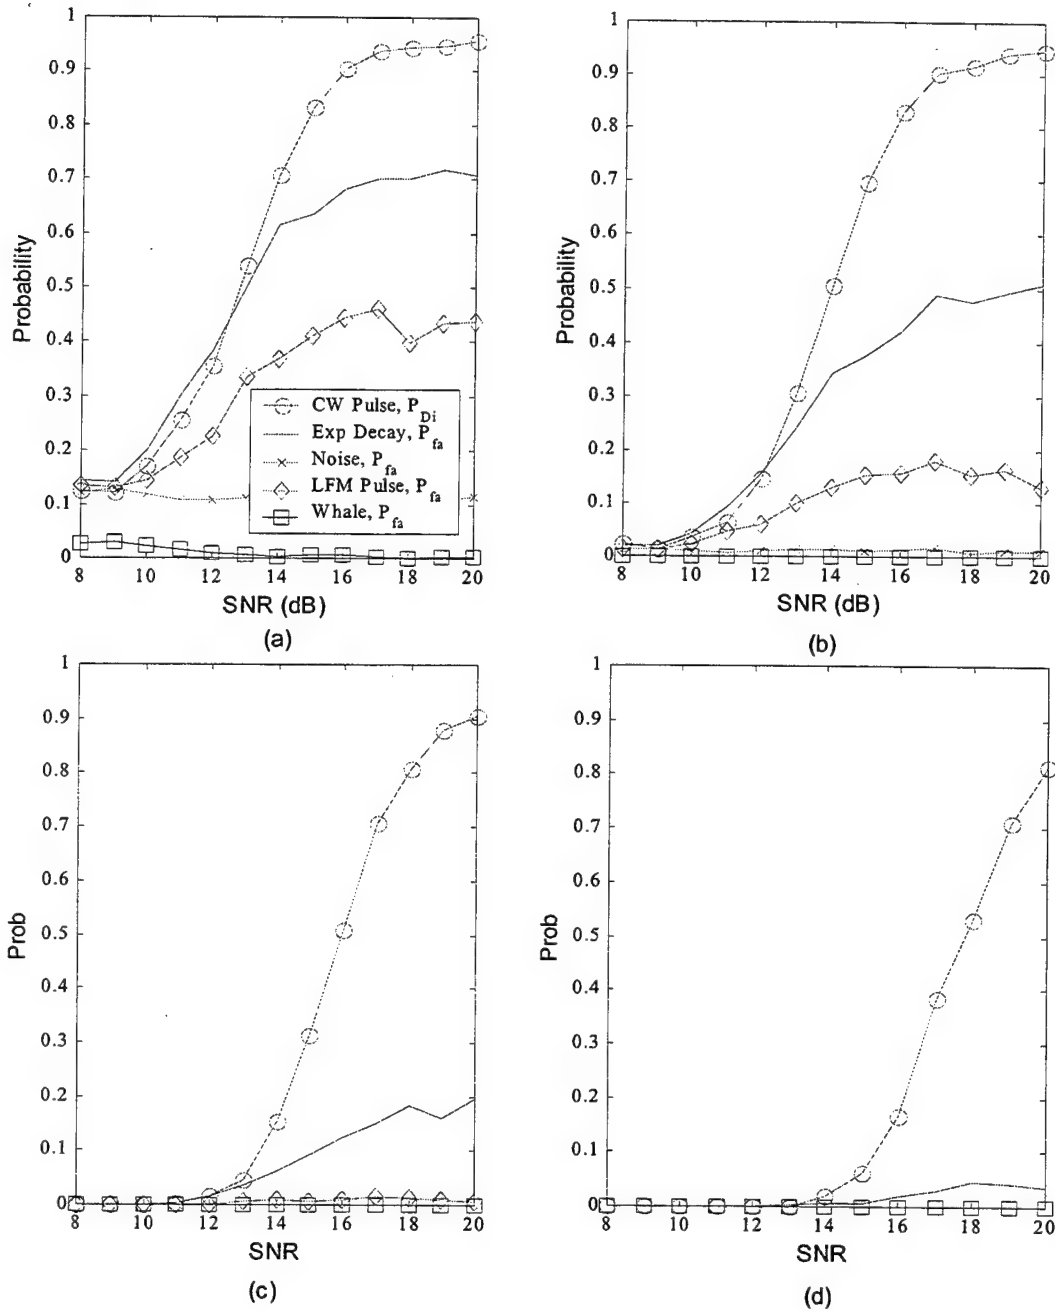 1
0.9
0.8
0.7
0.6
0.5
0.4
0.3
0.2
0.1
0
Probability
CW Pulse, P_Di
Exp Decay, P_fa
Noise, P_fa
LFM Pulse, P_fa
Whale, P_fa
8 10 12 14 16 18 20
SNR (dB)
(a)
1
0.9
0.8
0.7
0.6
0.5
0.4
0.3
0.2
0.1
0
Probability
8 10 12 14 16 18 20
SNR (dB)
(b)
1
0.9
0.8
0.7
0.6
0.5
0.4
0.3
0.2
0.1
0
Prob
8 10 12 14 16 18 20
SNR
(c)
1
0.9
0.8
0.7
0.6
0.5
0.4
0.3
0.2
0.1
0
Prob
8 10 12 14 16 18 20
SNR
(d)